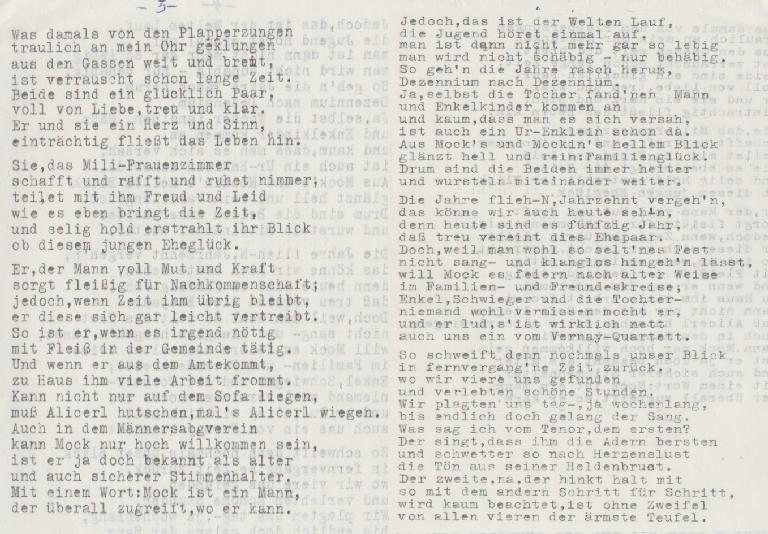 - 3-
Was damals von den Plapperzungen
traulich an mein Ohr geklungen
aus den Gassen weit und breit,
ist verrauscht schon lange Zeit.
Beide sind ein glücklich Paar,
voll von Liebe,treu und klar.
Er und sie ein Herz und Sinn,
einträchtig fließt das Leben hin.
Sie,das Mili-Frauenzimmer
schafft und rafft und ruhet nimmer,
teilet mit ihm Freud und Leid
wie es eben bringt die Zeit,
und selig hold erstrahlt ihr Blick
ob diesem jungen Eheglück.
Er,der Mann voll Mut und Kraft
sorgt fleißig für Nachkommenschaft;
jedoch,wenn Zeit ihm übrig bleibt,
er diese sich gar leicht vertreibt.
So ist er,wenn es irgend nötig
mit Fleiß in der Gemeinde tätig.
Und wenn er aus dem Amtekommt,
zu Haus ihm viele Arbeit frommt.
Kann nicht nur auf dem Sofa liegen,
muß Alicerl hutschen,mal's Alicerl wiegen.
Auch in dem Männersabgverein
kann Mock nur hoch willkommen sein,
ist er ja doch bekannt als alter
und auch sicherer Stimmenhalter.
Mit einem Wort:Mock ist ein Mann,
der überall zugreift,wo er kann.
Jedoch,das ist der Welten Lauf,
die Jugend höret einmal auf,
man ist dann nicht mehr gar so lebig
man wird nicht schäbig - nur behäbig.
So geh'n die Jahre rasch herum,
Dezennium nach Dezennium.
Ja,selbst die Tocher fand'nen Mann
und Enkelkinder kommen an
und kaum,dass man es sich versah,
ist auch ein Ur-Enklein schon da.
Aus Mock's und Mockin's hellem Blick
glänzt hell und rein:Familienglück.
Drum sind die Beiden immer heiter
und wursteln miteinander weiter.
Die Jahre flieh-N,Jahrzehnt vergeh'n,
das könne wir auch heute seh'n,
denn heute sind es fünfzig Jahr,
daß treu vereint dies Ehepaar.
Doch,weil man wohl so selt'nes Fest
nicht sang- und klanglos hingeh'n lässt,
will Mock es feiern nach alter Weise
im Familien- und Freundeskreise;
Enkel,Schwieger und die Tochter-
niemand wohl vermissen mocht er,
und er lud,s'ist wirklich nett
auch uns ein vom Vernay-Quartett.
So schweift denn nochmals unser Blick
in fernvergang'ne Zeit zurück,
wo wir viere uns gefunden
und verlebten schöne Stunden.
Wir plagten uns tag-,ja wochenlang,
bis endlich doch gelang der Sang.
Was sag ich vom Tenor,dem ersten?
Der singt,dass ihm die Adern bersten
und schwetter so nach Herzenslust
die Tön aus seiner Heldenbrust.
Der zweite,na,der hinkt halt mit
so mit dem andern Schritt für Schritt,
wird kaum beachtet,ist ohne Zweifel
von allen vieren der ärmste Teufel.